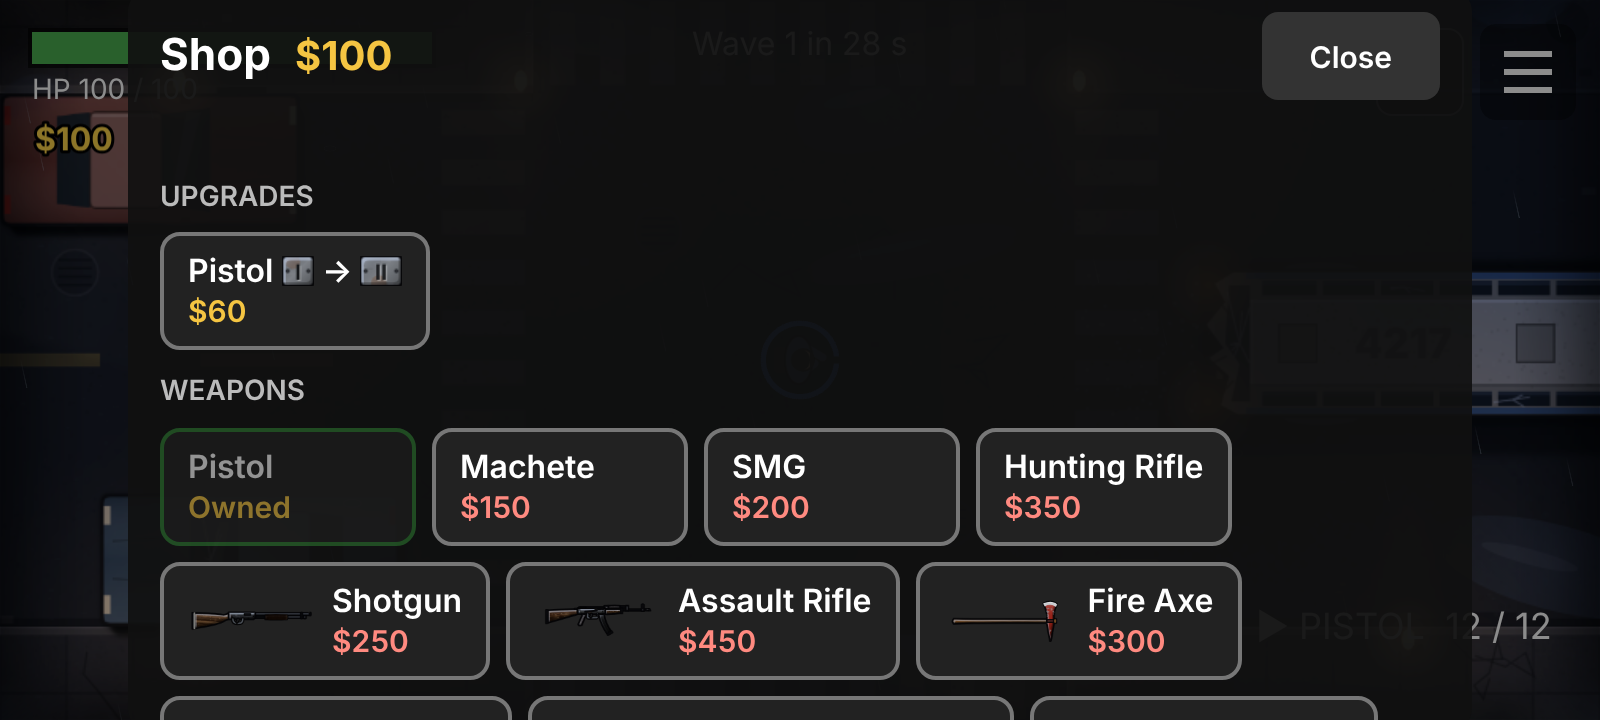 Shop $100
Wave 1 in 28 s
Close
HP 100 / 100
$100
UPGRADES
Pistol I → II
$60
4217
WEAPONS
Pistol
Owned
Machete
$150
SMG
$200
Hunting Rifle
$350
Shotgun
$250
Assault Rifle
$450
Fire Axe
$300
▶ PISTOL 12 / 12